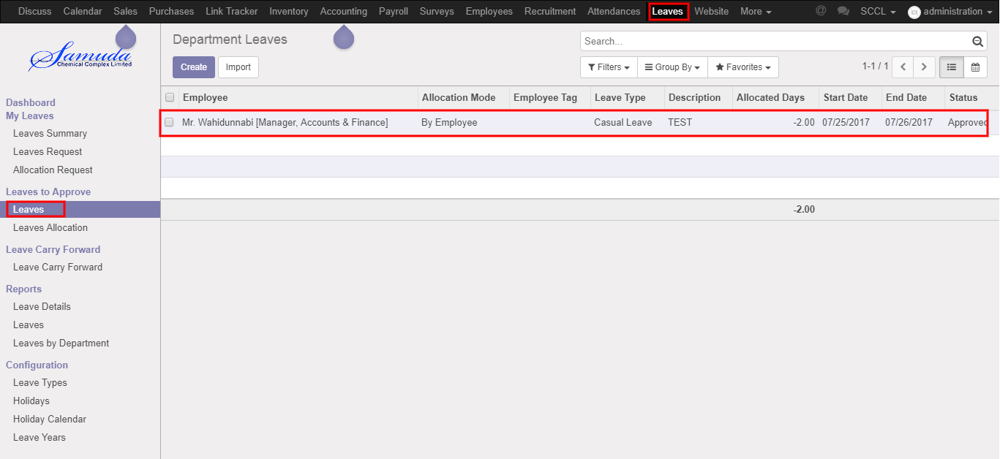 Discuss Calendar Sales Purchases Link Tracker Inventory Accounting Payroll Surveys Employees Recruitment Attendances Leaves Website More @ SCCL administration
Samuda
Chemical Complex Limited
Department Leaves
Search...
Create Import
Filters Group By Favorites 1-1 / 1
Dashboard
My Leaves
Leaves Summary
Leaves Request
Allocation Request
Leaves to Approve
Leaves
Leaves Allocation
Leave Carry Forward
Leave Carry Forward
Reports
Leave Details
Leaves
Leaves by Department
Configuration
Leave Types
Holidays
Holiday Calendar
Leave Years
Employee Allocation Mode Employee Tag Leave Type Description Allocated Days Start Date End Date Status
Mr. Wahidunnabi [Manager, Accounts & Finance] By Employee Casual Leave TEST -2.00 07/25/2017 07/26/2017 Approved
-2.00